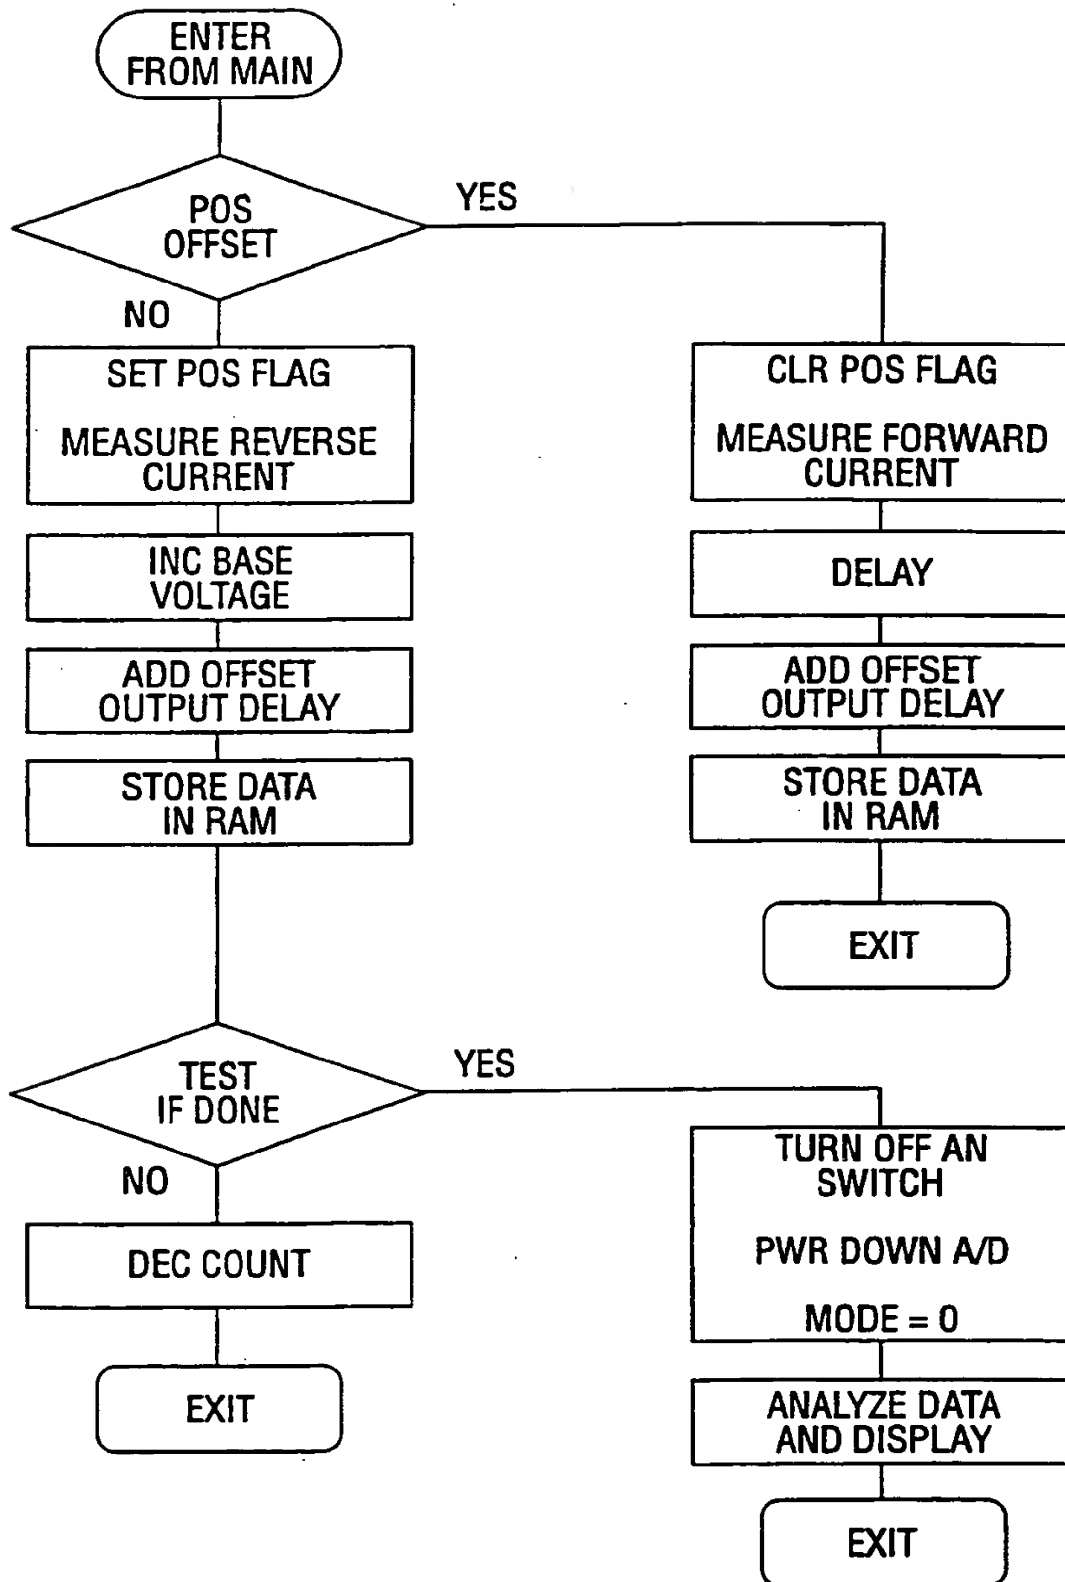 ENTER
FROM MAIN
POS
OFFSET
YES
NO
SET POS FLAG
MEASURE REVERSE
CURRENT
INC BASE
VOLTAGE
ADD OFFSET
OUTPUT DELAY
STORE DATA
IN RAM
CLR POS FLAG
MEASURE FORWARD
CURRENT
DELAY
ADD OFFSET
OUTPUT DELAY
STORE DATA
IN RAM
EXIT
TEST
IF DONE
YES
NO
DEC COUNT
EXIT
TURN OFF AN
SWITCH
PWR DOWN A/D
MODE = 0
ANALYZE DATA
AND DISPLAY
EXIT